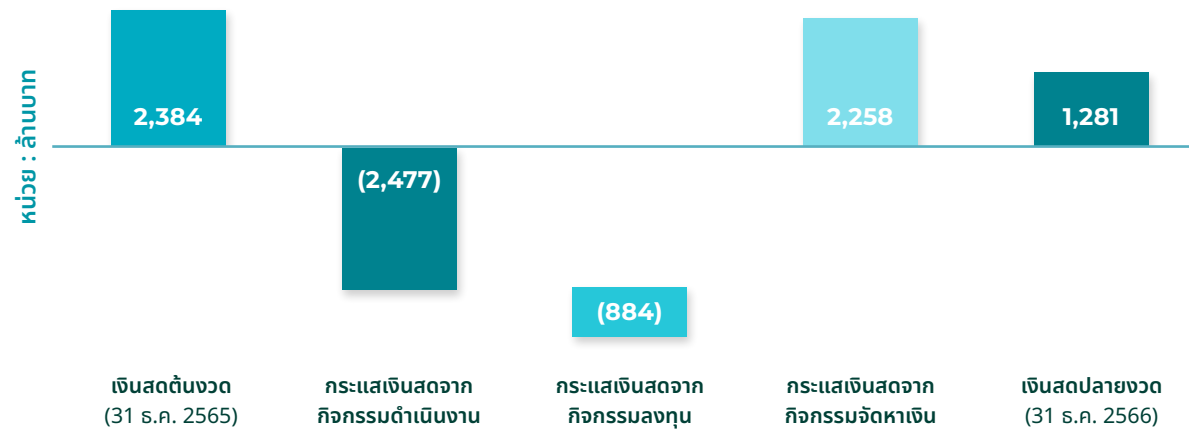 หน่วย : ล้านบาท
2,384
(2,477)
(884)
2,258
1,281
เงินสดต้นงวด
(31 ธ.ค. 2565)
กระแสเงินสดจาก
กิจกรรมดำเนินงาน
กระแสเงินสดจาก
กิจกรรมลงทุน
กระแสเงินสดจาก
กิจกรรมจัดหาเงิน
เงินสดปลายงวด
(31 ธ.ค. 2566)